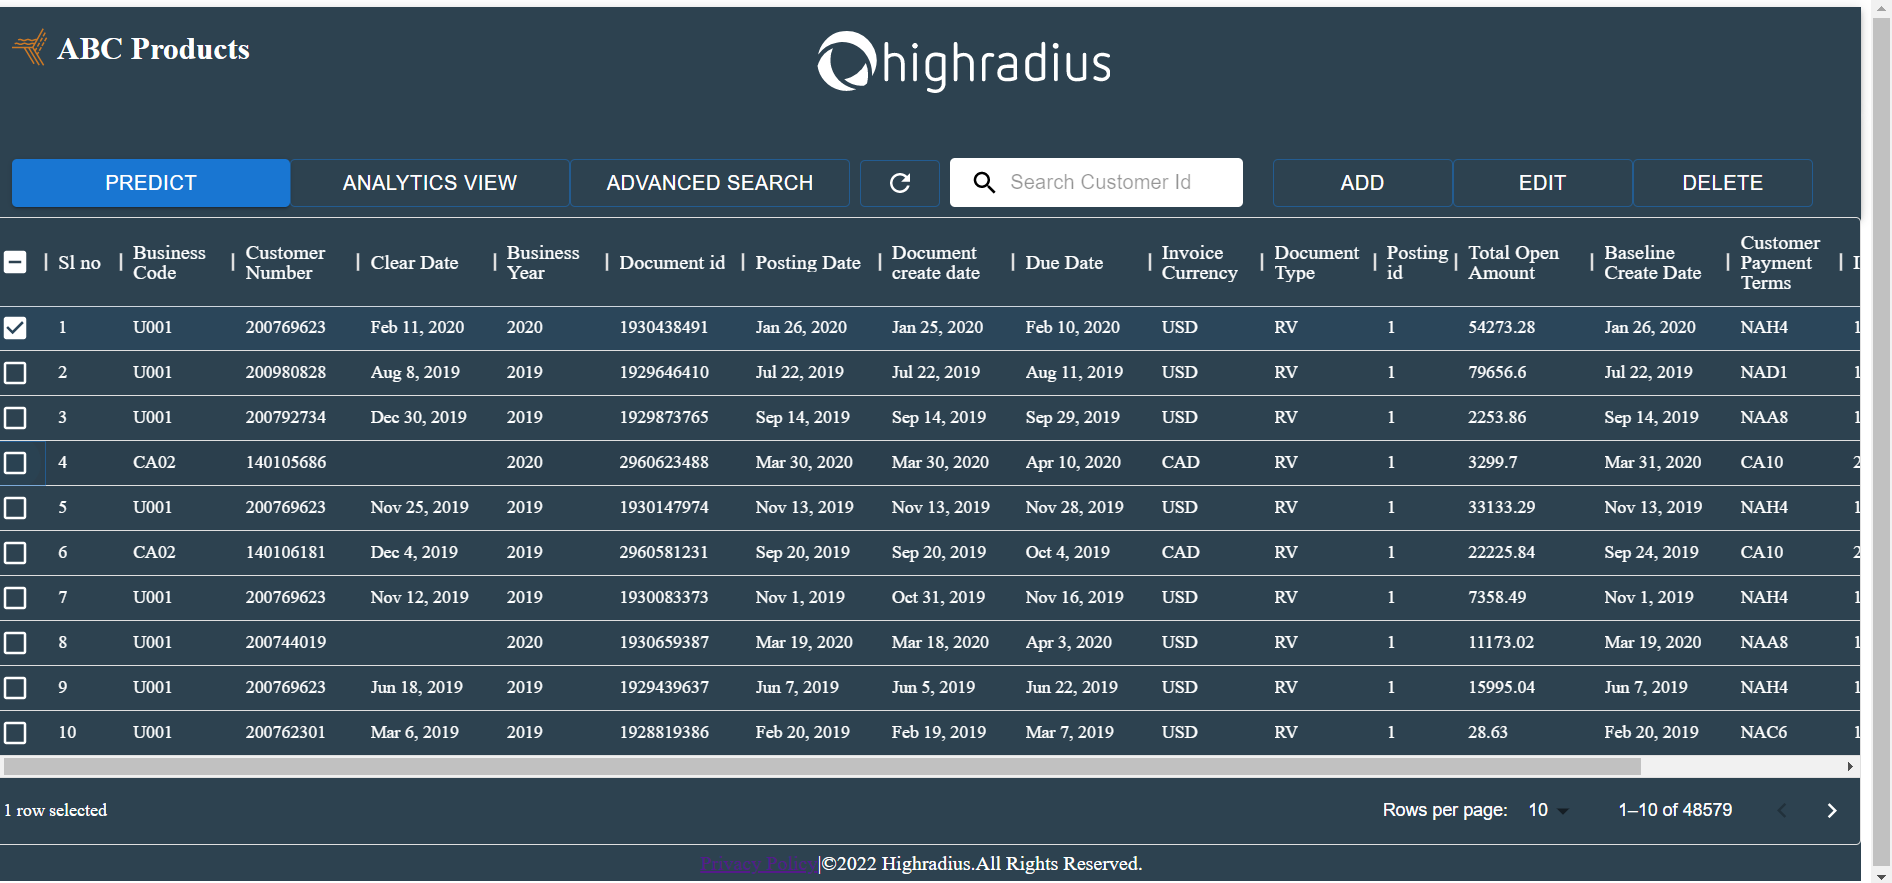 ABC Products
highradius
PREDICT ANALYTICS VIEW ADVANCED SEARCH Search Customer Id ADD EDIT DELETE
Sl no Business Code Customer Number Clear Date Business Year Document id Posting Date Document create date Due Date Invoice Currency Document Type Posting id Total Open Amount Baseline Create Date Customer Payment Terms
1 U001 200769623 Feb 11, 2020 2020 1930438491 Jan 26, 2020 Jan 25, 2020 Feb 10, 2020 USD RV 1 54273.28 Jan 26, 2020 NAH4 1
2 U001 200980828 Aug 8, 2019 2019 1929646410 Jul 22, 2019 Jul 22, 2019 Aug 11, 2019 USD RV 1 79656.6 Jul 22, 2019 NAD1 1
3 U001 200792734 Dec 30, 2019 2019 1929873765 Sep 14, 2019 Sep 14, 2019 Sep 29, 2019 USD RV 1 2253.86 Sep 14, 2019 NAA8 1
4 CA02 140105686 2020 2960623488 Mar 30, 2020 Mar 30, 2020 Apr 10, 2020 CAD RV 1 3299.7 Mar 31, 2020 CA10 2
5 U001 200769623 Nov 25, 2019 2019 1930147974 Nov 13, 2019 Nov 13, 2019 Nov 28, 2019 USD RV 1 33133.29 Nov 13, 2019 NAH4 1
6 CA02 140106181 Dec 4, 2019 2019 2960581231 Sep 20, 2019 Sep 20, 2019 Oct 4, 2019 CAD RV 1 22225.84 Sep 24, 2019 CA10 2
7 U001 200769623 Nov 12, 2019 2019 1930083373 Nov 1, 2019 Oct 31, 2019 Nov 16, 2019 USD RV 1 7358.49 Nov 1, 2019 NAH4 1
8 U001 200744019 2020 1930659387 Mar 19, 2020 Mar 18, 2020 Apr 3, 2020 USD RV 1 11173.02 Mar 19, 2020 NAA8 1
9 U001 200769623 Jun 18, 2019 2019 1929439637 Jun 7, 2019 Jun 5, 2019 Jun 22, 2019 USD RV 1 15995.04 Jun 7, 2019 NAH4 1
10 U001 200762301 Mar 6, 2019 2019 1928819386 Feb 20, 2019 Feb 19, 2019 Mar 7, 2019 USD RV 1 28.63 Feb 20, 2019 NAC6 1
1 row selected Rows per page: 10 1–10 of 48579
Privacy Policy|©2022 Highradius.All Rights Reserved.